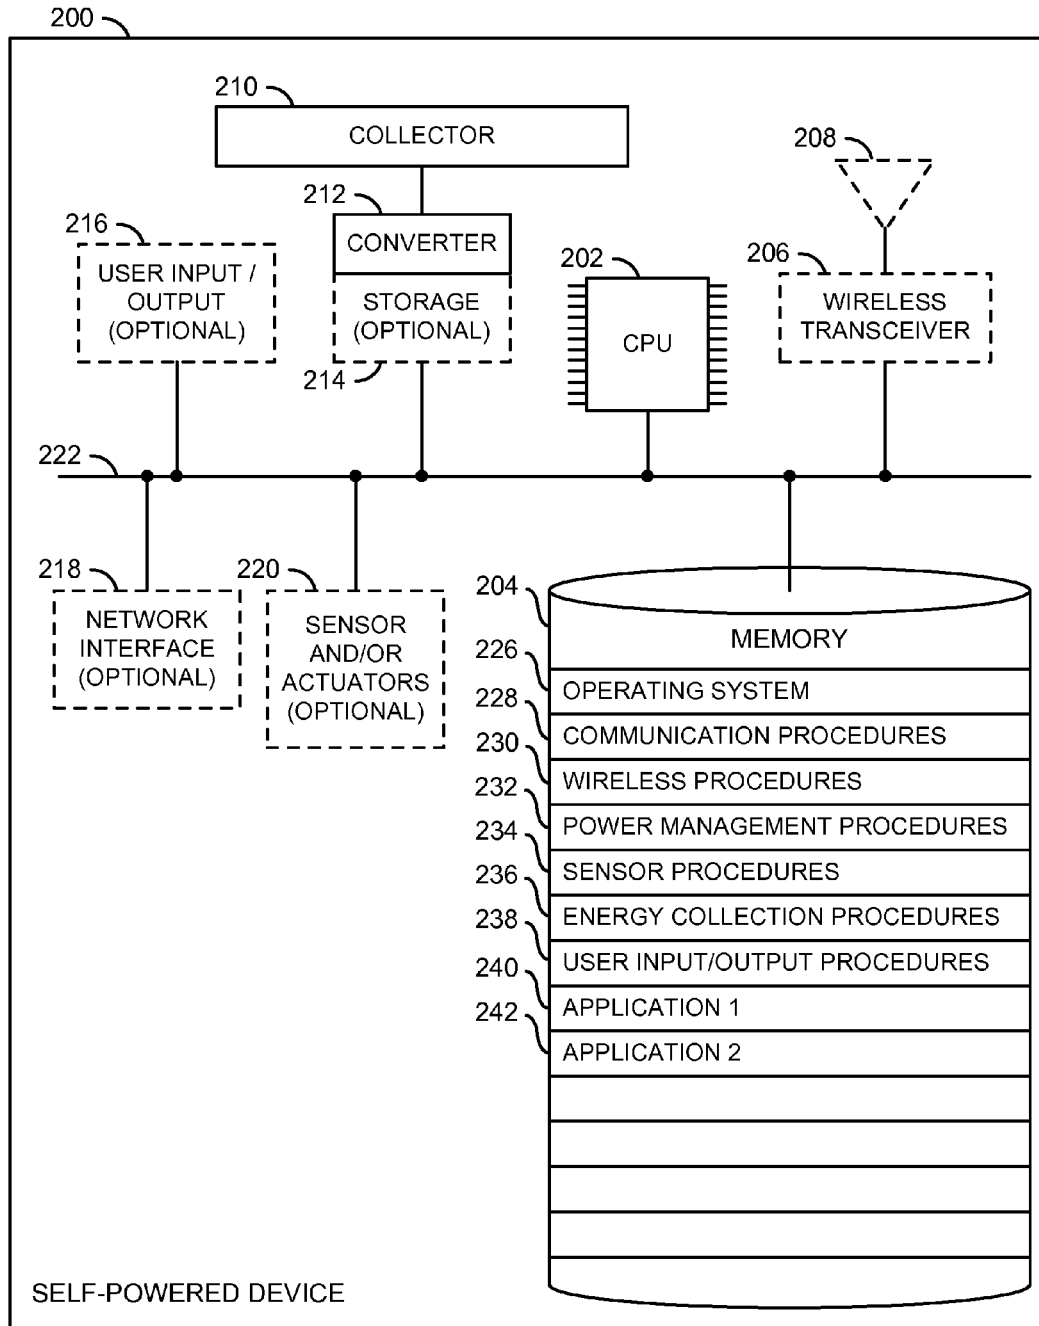 200
210
COLLECTOR
208
212
CONVERTER
216
USER INPUT /
OUTPUT
(OPTIONAL)
STORAGE
(OPTIONAL)
214
202
CPU
206
WIRELESS
TRANSCEIVER
222
218
NETWORK
INTERFACE
(OPTIONAL)
220
SENSOR
AND/OR
ACTUATORS
(OPTIONAL)
204
MEMORY
226
OPERATING SYSTEM
228
COMMUNICATION PROCEDURES
230
WIRELESS PROCEDURES
232
POWER MANAGEMENT PROCEDURES
234
SENSOR PROCEDURES
236
ENERGY COLLECTION PROCEDURES
238
USER INPUT/OUTPUT PROCEDURES
240
APPLICATION 1
242
APPLICATION 2
SELF-POWERED DEVICE